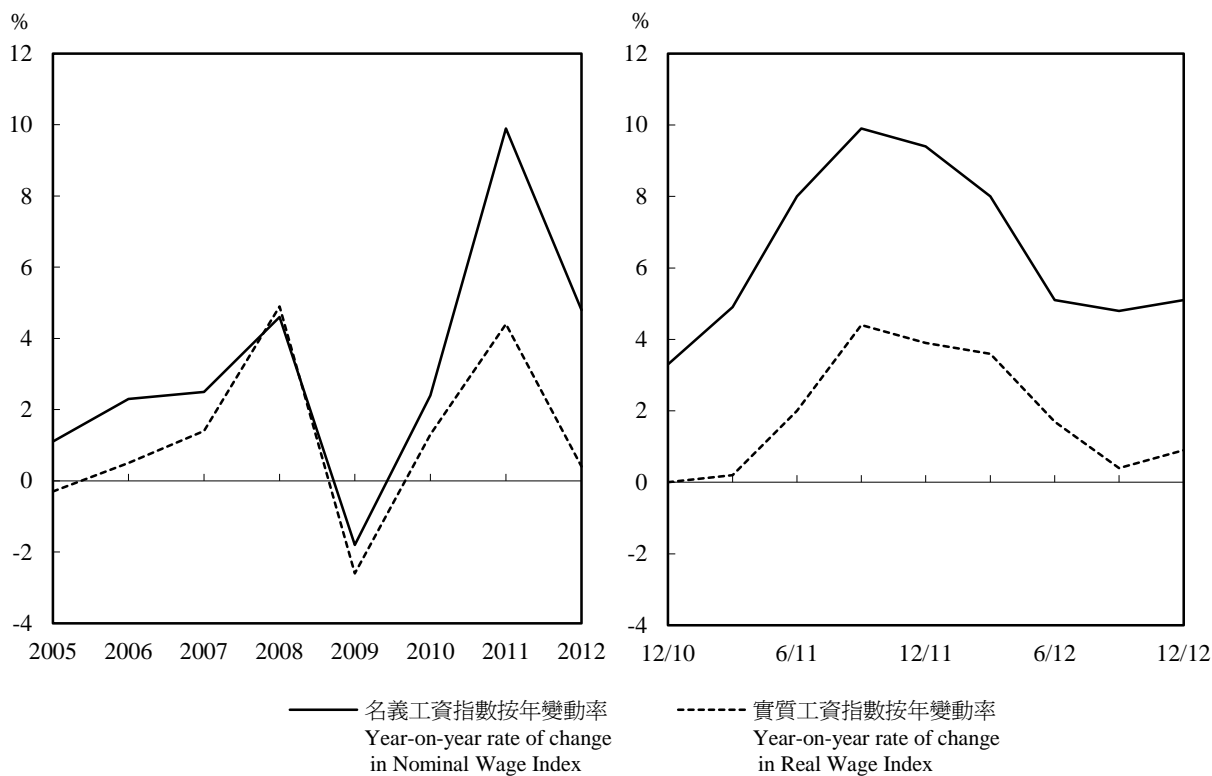 %
12
10
8
6
4
2
0
-2
-4
2005 2006 2007 2008 2009 2010 2011 2012
%
12
10
8
6
4
2
0
-2
-4
12/10 6/11 12/11 6/12 12/12
名義工資指數按年變動率
Year-on-year rate of change
in Nominal Wage Index
實質工資指數按年變動率
Year-on-year rate of change
in Real Wage Index